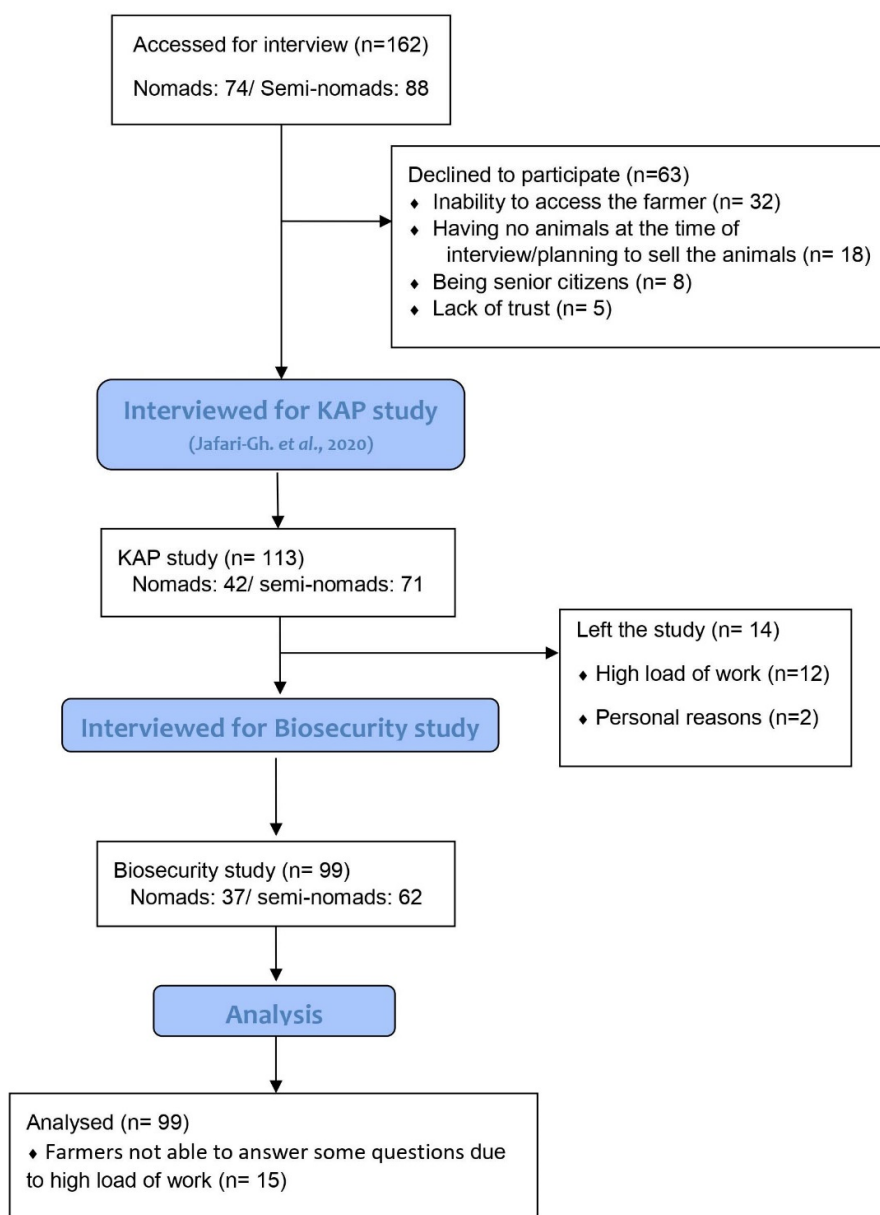 Accessed for interview (n=162)
Nomads: 74/ Semi-nomads: 88
Declined to participate (n=63)
♦ Inability to access the farmer (n= 32)
♦ Having no animals at the time of
interview/planning to sell the animals (n= 18)
♦ Being senior citizens (n= 8)
♦ Lack of trust (n= 5)
Interviewed for KAP study
(Jafari-Gh. et al., 2020)
KAP study (n= 113)
Nomads: 42/ semi-nomads: 71
Left the study (n= 14)
♦ High load of work (n=12)
♦ Personal reasons (n=2)
Interviewed for Biosecurity study
Biosecurity study (n= 99)
Nomads: 37/ semi-nomads: 62
Analysis
Analysed (n= 99)
♦ Farmers not able to answer some questions due
to high load of work (n= 15)